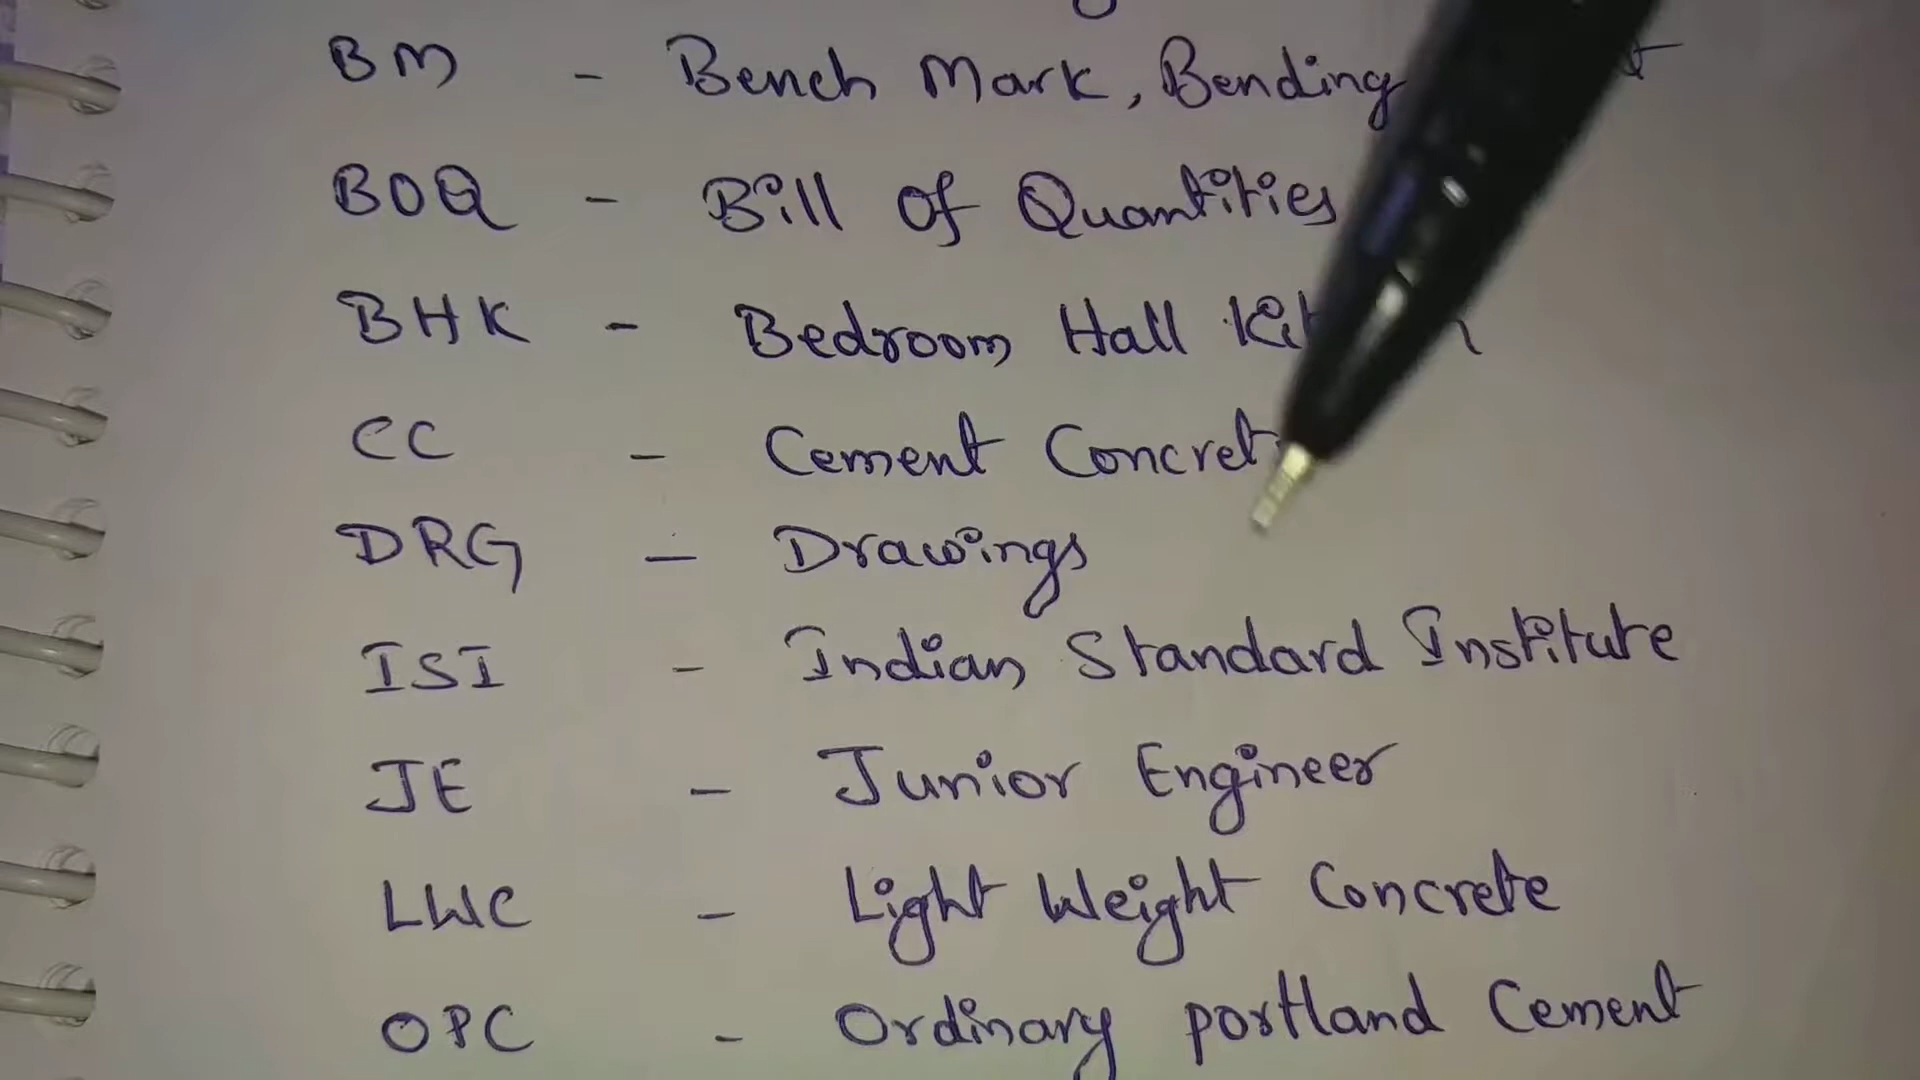 BM - Bench Mark, Bending
BOQ - Bill Of Quantities
BHK - Bedroom Hall
CC - Cement
DRG - Drawings
ISI - Indian Standard Institute
JE - Junior Engineer
LWC - Light Weight Concrete
OPC - Ordinary portland Cement